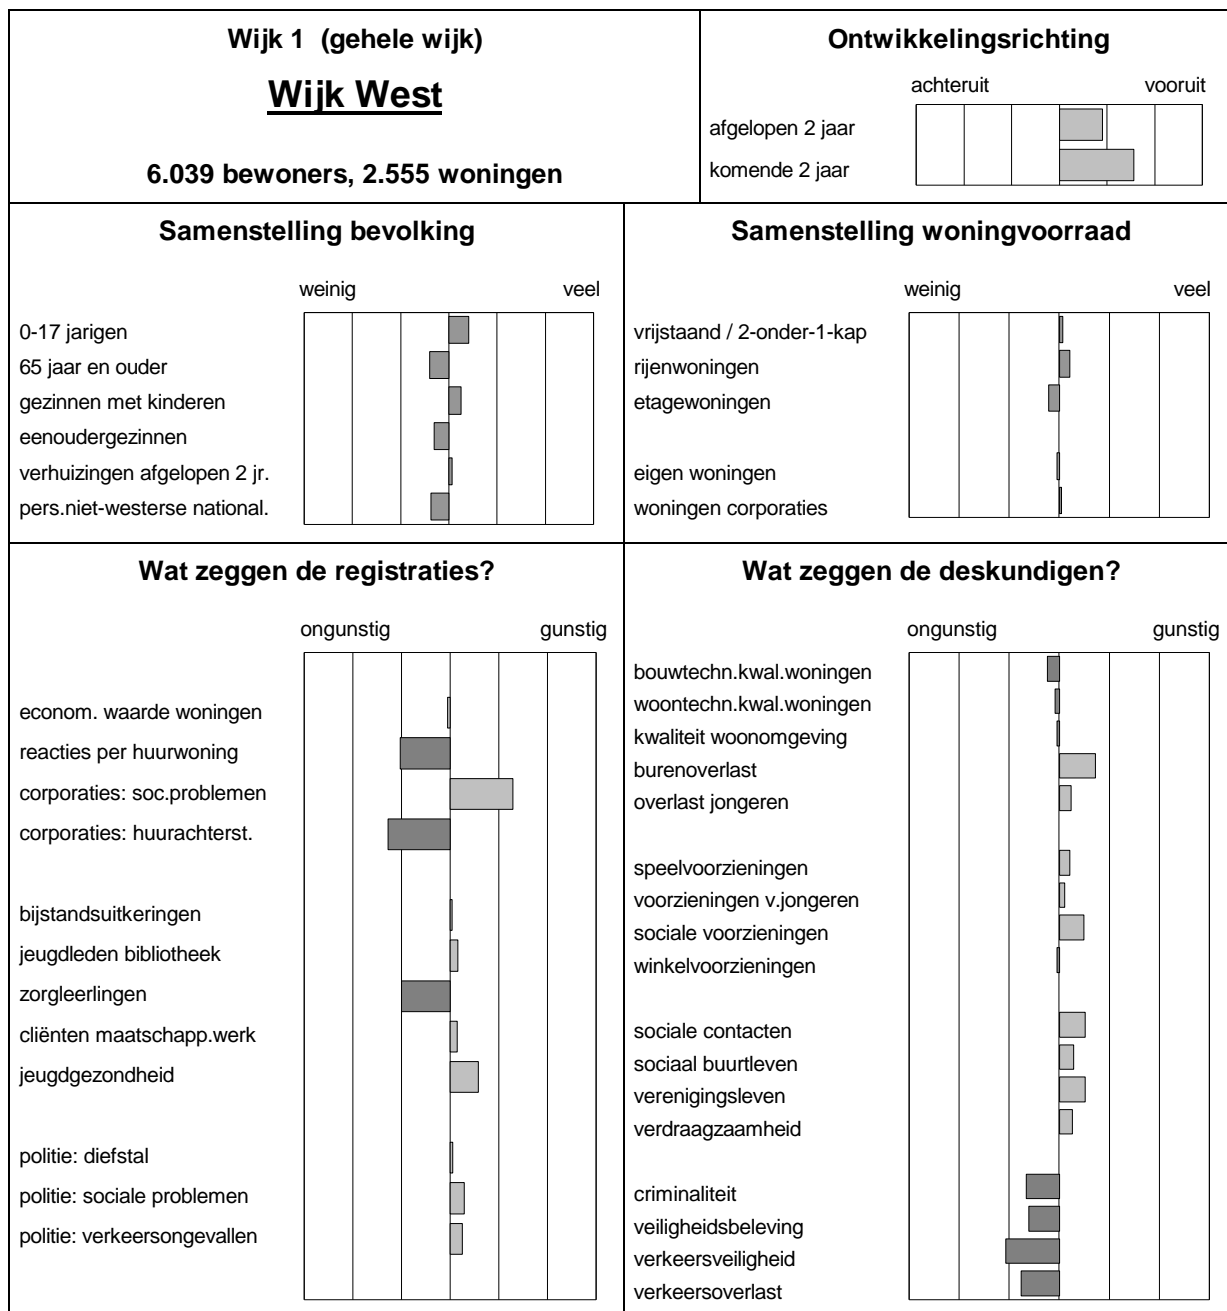 Wijk 1 (gehele wijk)
Wijk West
6.039 bewoners, 2.555 woningen
Ontwikkelingsrichting
achteruit vooruit
afgelopen 2 jaar
komende 2 jaar
Samenstelling bevolking
weinig veel
0-17 jarigen
65 jaar en ouder
gezinnen met kinderen
eenoudergezinnen
verhuizingen afgelopen 2 jr.
pers.niet-westerse national.
Samenstelling woningvoorraad
weinig veel
vrijstaand / 2-onder-1-kap
rijenwoningen
etagewoningen
eigen woningen
woningen corporaties
Wat zeggen de registraties?
ongunstig gunstig
econom. waarde woningen
reacties per huurwoning
corporaties: soc.problemen
corporaties: huurachterst.
bijstandsuitkeringen
jeugdleden bibliotheek
zorgleerlingen
cliënten maatschapp.werk
jeugdgezondheid
politie: diefstal
politie: sociale problemen
politie: verkeersongevallen
Wat zeggen de deskundigen?
ongunstig gunstig
bouwtechn.kwal.woningen
woontechn.kwal.woningen
kwaliteit woonomgeving
burenoverlast
overlast jongeren
speelvoorzieningen
voorzieningen v.jongeren
sociale voorzieningen
winkelvoorzieningen
sociale contacten
sociaal buurtleven
verenigingsleven
verdraagzaamheid
criminaliteit
veiligheidsbeleving
verkeersveiligheid
verkeersoverlast